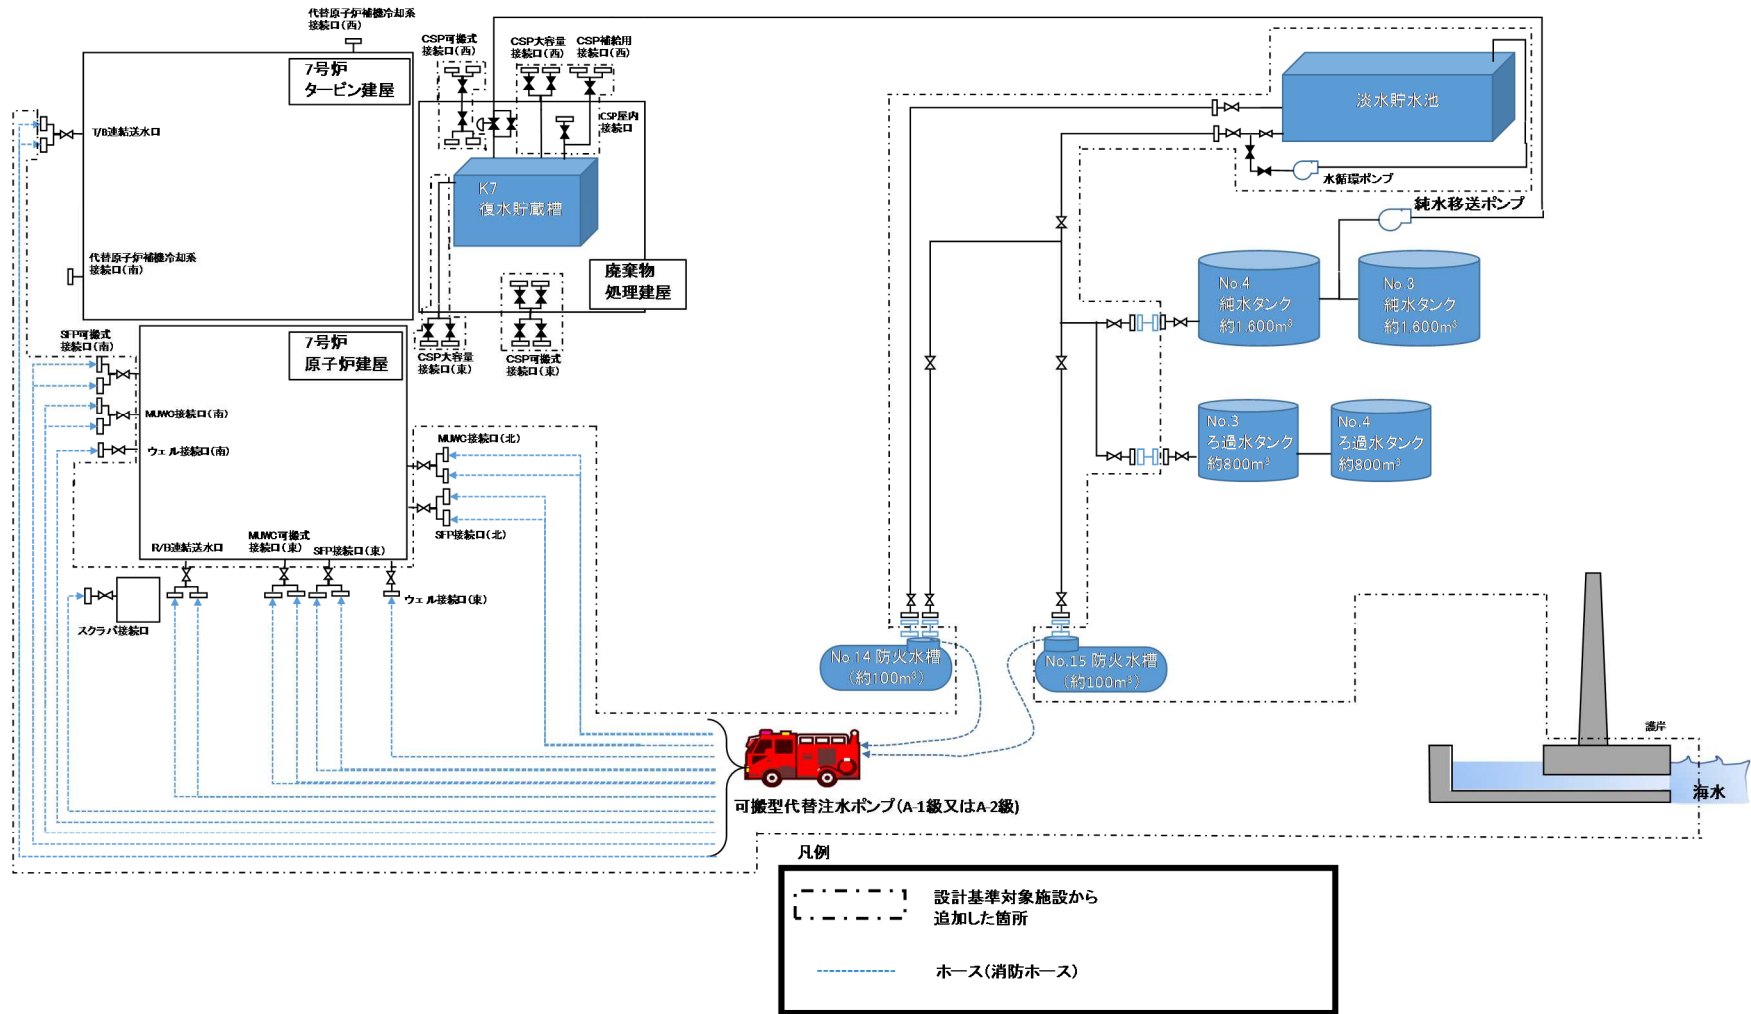 代替原子炉補機冷却系
接続口(西)
7号炉
タービン建屋
T/B連結送水口
代替原子炉補機冷却系
接続口(南)
CSP可搬式
接続口(西)
CSP大容量
接続口(西)
CSP補給用
接続口(西)
CSP屋内
接続口
K7
復水貯蔵槽
廃棄物
処理建屋
CSP大容量
接続口(東)
CSP可搬式
接続口(東)
淡水貯水池
水循環ポンプ
純水移送ポンプ
No.4
純水タンク
約1,600m³
No.3
純水タンク
約1,600m³
No.3
ろ過水タンク
約800m³
No.4
ろ過水タンク
約800m³
SFP可搬式
接続口(南)
7号炉
原子炉建屋
MUWC接続口(南)
ウェル接続口(南)
MUWC接続口(北)
SFP接続口(北)
R/B連結送水口
MUWC可搬式
接続口(東)
SFP接続口(東)
ウェル接続口(東)
スクラバ接続口
No.14 防火水槽
(約100m³)
No.15 防火水槽
(約100m³)
可搬型代替注水ポンプ(A-1級又はA-2級)
護岸
海水
凡例
設計基準対象施設から
追加した箇所
ホース(消防ホース)